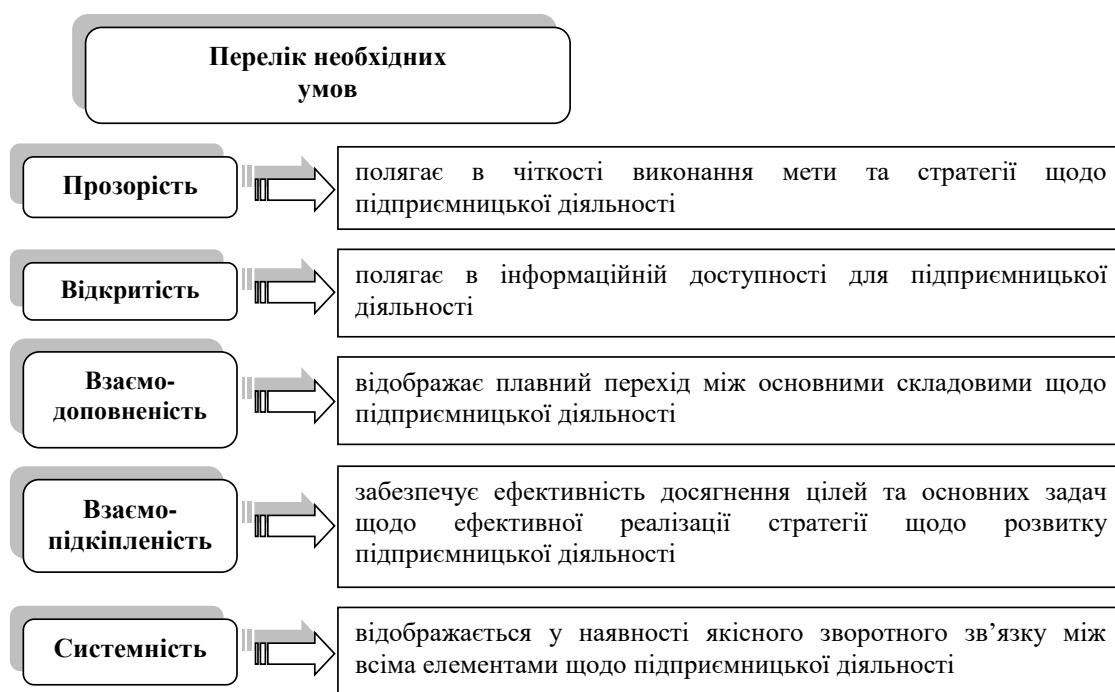 Перелік необхідних
умов
Прозорість
полягає в чіткості виконання мети та стратегії щодо
підприємницької діяльності
Відкритість
полягає в інформаційній доступності для підприємницької
діяльності
Взаємо-
доповненість
відображає плавний перехід між основними складовими щодо
підприємницької діяльності
Взаємо-
підкіпленість
забезпечує ефективність досягнення цілей та основних задач
щодо ефективної реалізації стратегії щодо розвитку
підприємницької діяльності
Системність
відображається у наявності якісного зворотного зв’язку між
всіма елементами щодо підприємницької діяльності